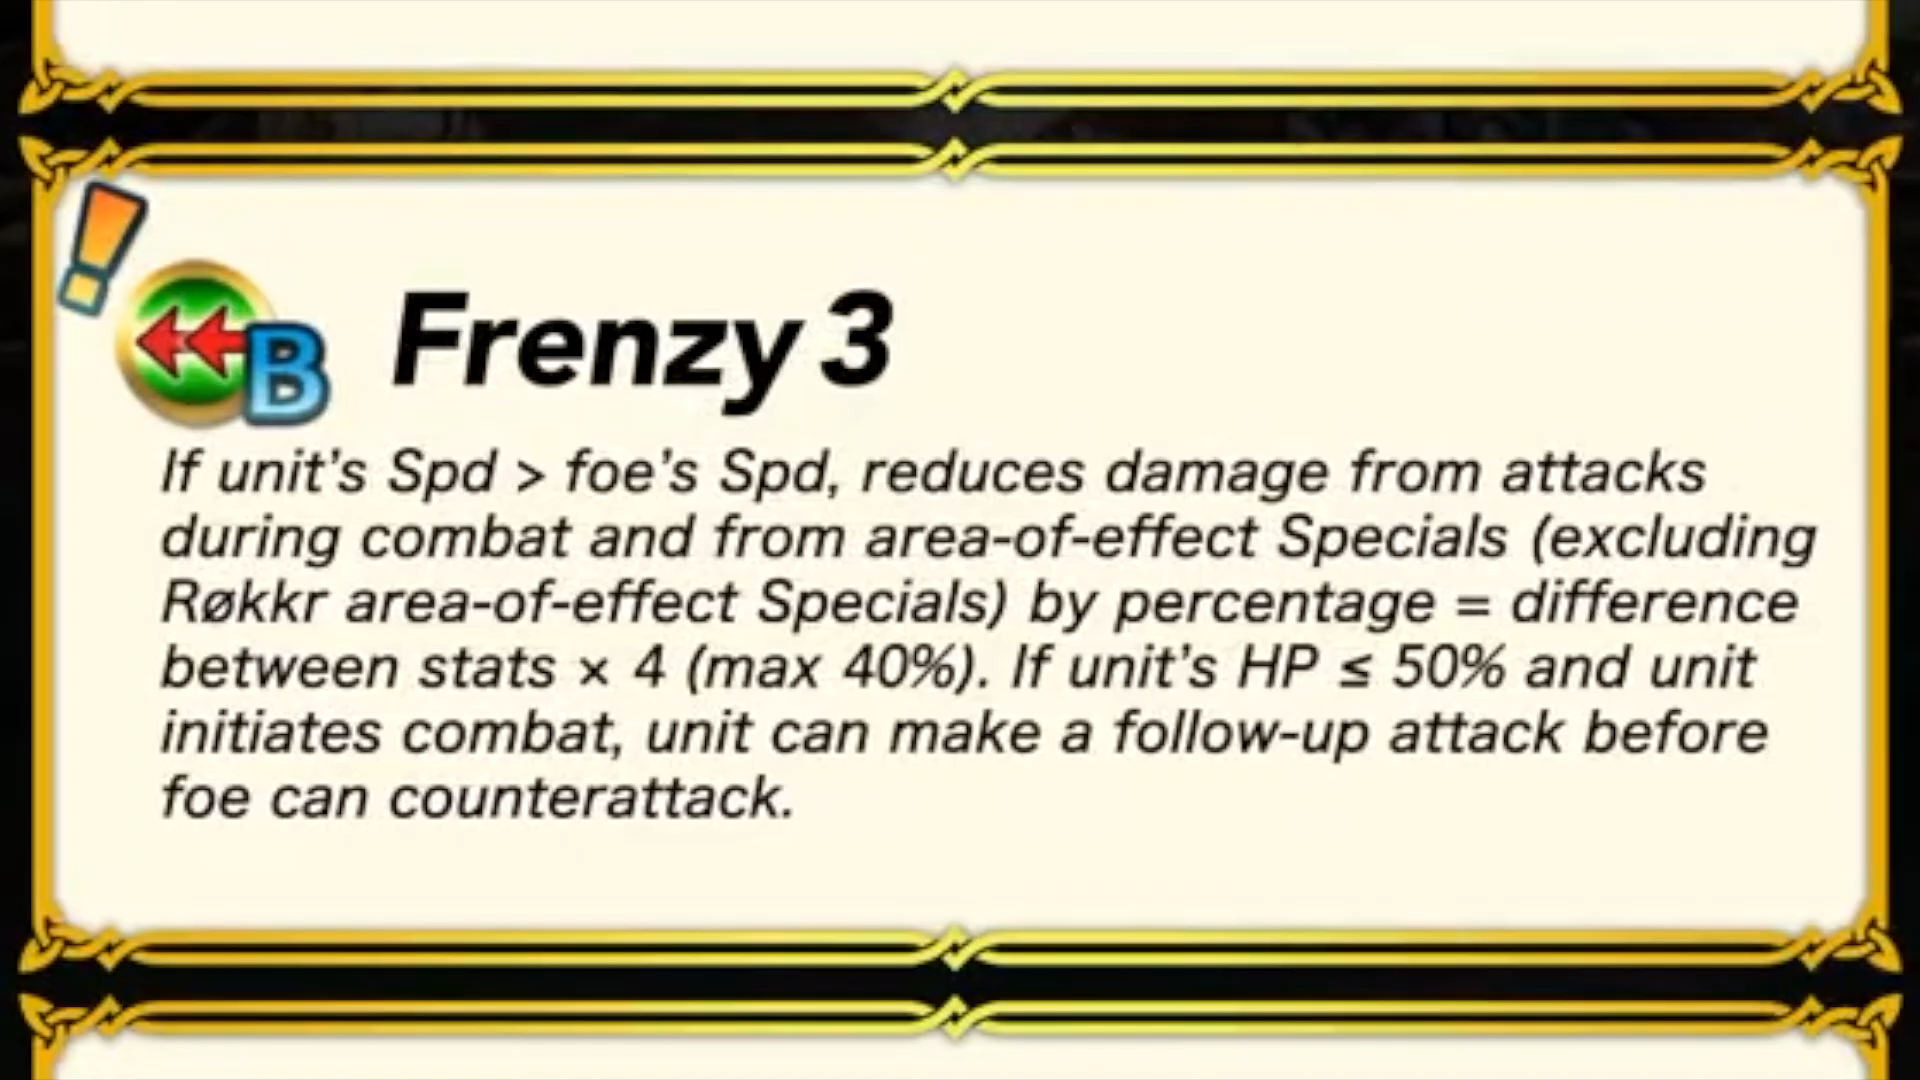 B
Frenzy 3
If unit's Spd > foe's Spd, reduces damage from attacks
during combat and from area-of-effect Specials (excluding
Røkkr area-of-effect Specials) by percentage = difference
between stats × 4 (max 40%). If unit's HP ≤ 50% and unit
initiates combat, unit can make a follow-up attack before
foe can counterattack.